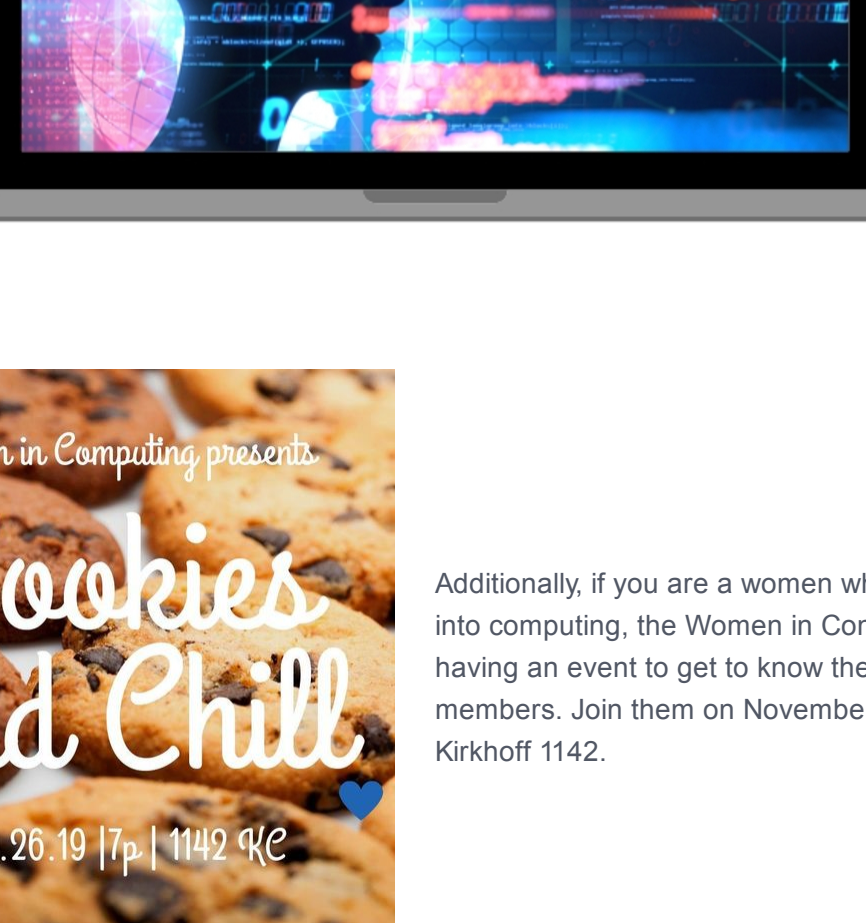 n in Computing presents
ookies
d Chill
.26.19 |7p| 1142 KC
Additionally, if you are a women wh
into computing, the Women in Com
having an event to get to know the
members. Join them on Novembe
Kirkhoff 1142.